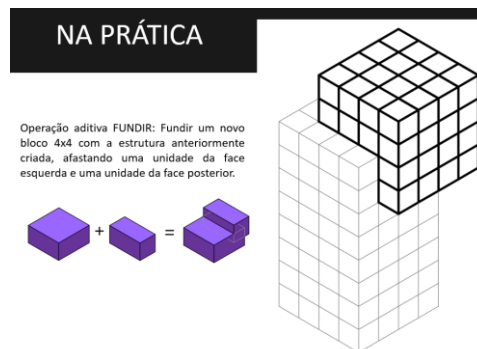 NA PRÁTICA
Operação aditiva FUNDIR: Fundir um novo
bloco 4x4 com a estrutura anteriormente
criada, afastando uma unidade da face
esquerda e uma unidade da face posterior.
+ =